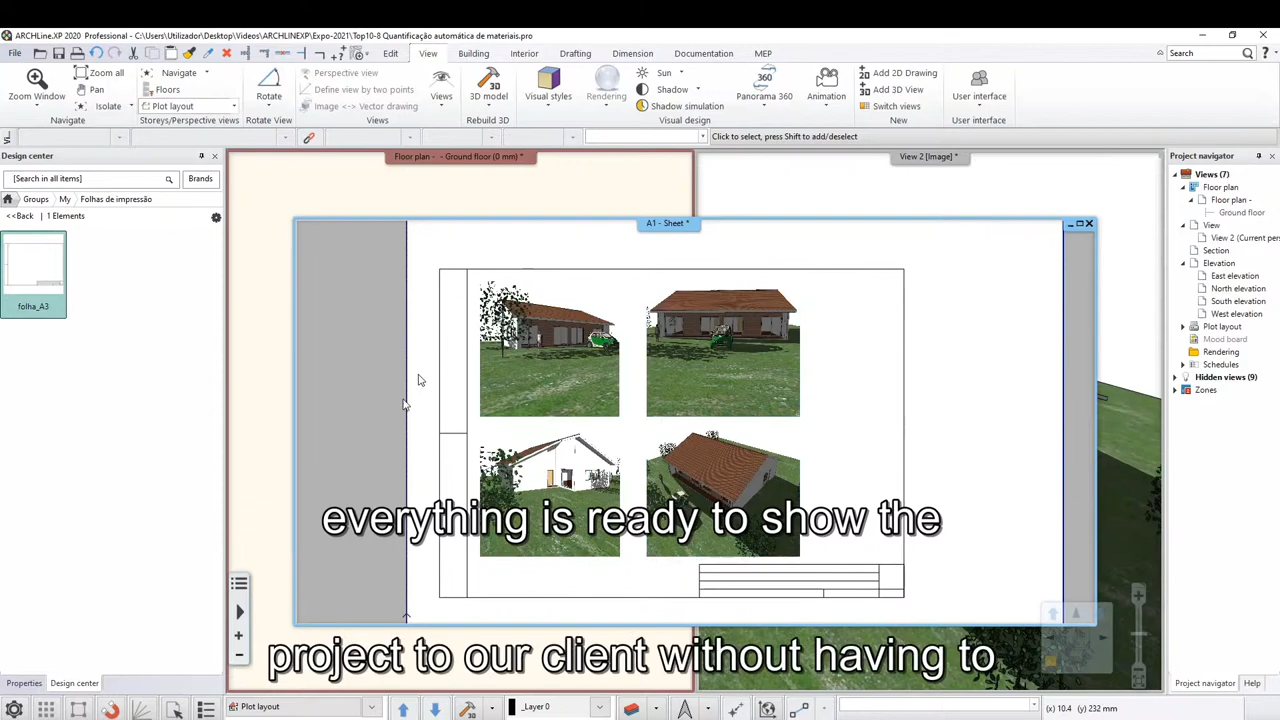 ARCHLine.XP 2020 Professional - C:\Users\Utilizador\Desktop\Videos\ARCHLINEXP\Expo-2021\Top10-8 Quantificação automática de materiais.pro
File
Edit
View
Building
Interior
Drafting
Dimension
Documentation
MEP
Search
Zoom all
Pan
Isolate
Zoom Window
Navigate
Navigate
Floors
Plot layout
Storeys/Perspective views
Rotate
Rotate View
Perspective view
Define view by two points
Image <-> Vector drawing
Views
Views
3D model
Rebuild 3D
Visual styles
Rendering
Sun
Shadow
Shadow simulation
Visual design
360
Panorama 360
Animation
Add 2D Drawing
Add 3D View
Switch views
New
User interface
User interface
Click to select, press Shift to add/deselect
Design center
[Search in all items]
Brands
Groups
My
Folhas de impressão
<<Back
1 Elements
folha_A3
Floor plan - - Ground floor (0 mm) *
View 2 [Image] *
A1 - Sheet *
everything is ready to show the
project to our client without having to
Project navigator
Views (7)
Floor plan
Floor plan -
Ground floor
View
View 2 (Current per
Section
Elevation
East elevation
North elevation
South elevation
West elevation
Plot layout
Mood board
Rendering
Schedules
Hidden views (9)
Zones
Properties
Design center
Project navigator
Help
Plot layout
_Layer 0
x) 10.4
y) 232 mm